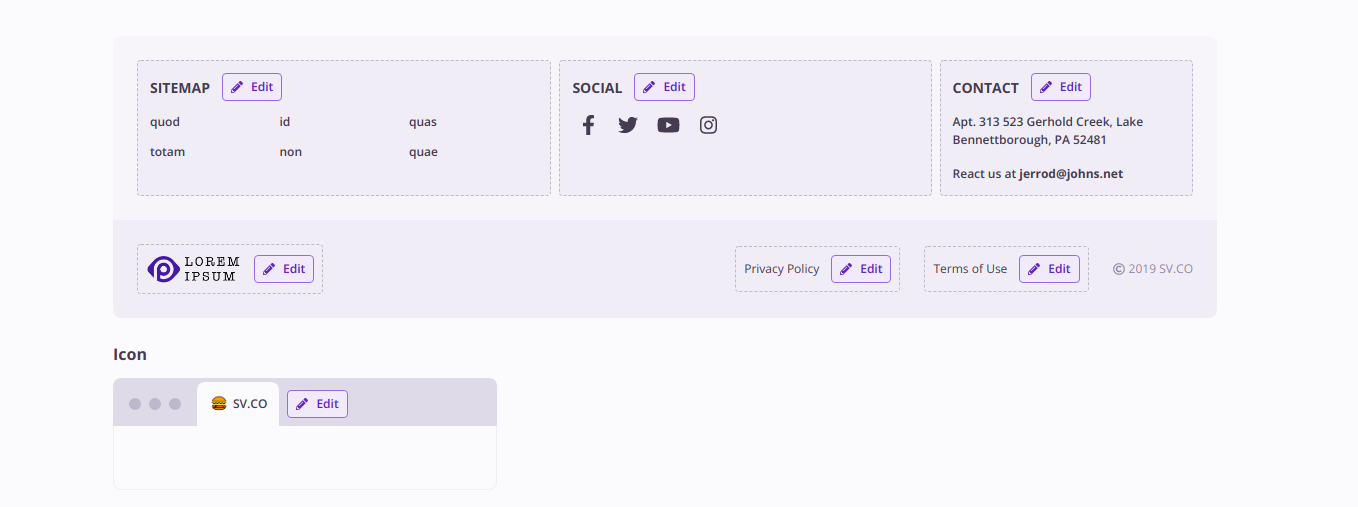 SITEMAP Edit
quod id quas
totam non quae
SOCIAL Edit
CONTACT Edit
Apt. 313 523 Gerhold Creek, Lake
Bennettborough, PA 52481
React us at jerrod@johns.net
LOREM
IPSUM
Edit
Privacy Policy Edit
Terms of Use Edit
© 2019 SV.CO
Icon
SV.CO Edit